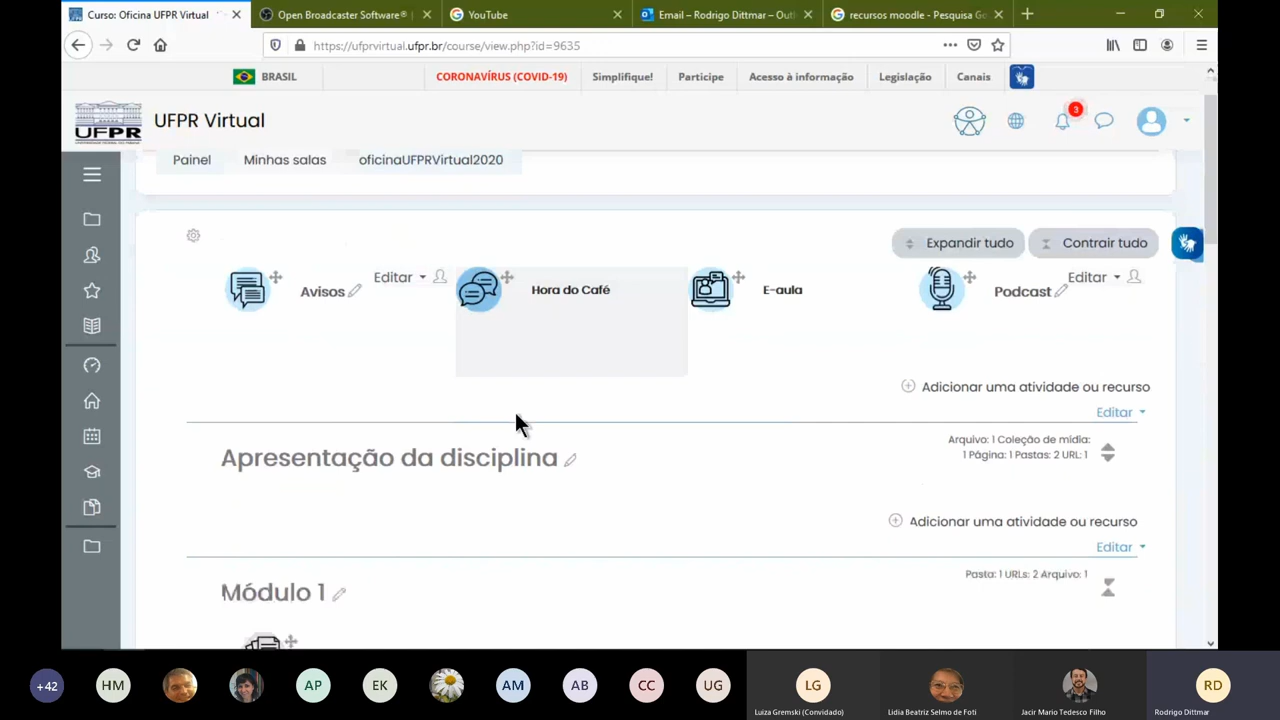 Curso: Oficina UFPR Virtual
Open Broadcaster Software®
YouTube
Email – Rodrigo Dittmar – Out
recursos moodle - Pesquisa Go
https://ufprvirtual.ufpr.br/course/view.php?id=9635
BRASIL
CORONAVÍRUS (COVID-19)
Simplifique!
Participe
Acesso à informação
Legislação
Canais
UFPR
UFPR Virtual
3
Painel
Minhas salas
oficinaUFPRVirtual2020
Expandir tudo
Contrair tudo
Avisos
Editar
Hora do Café
E-aula
Podcast
Editar
Adicionar uma atividade ou recurso
Editar
Apresentação da disciplina
Arquivo: 1 Coleção de mídia:
1 Página: 1 Pastas: 2 URL: 1
Adicionar uma atividade ou recurso
Editar
Módulo 1
Pasta: 1 URLs: 2 Arquivo: 1
+42
HM
AP
EK
AM
AB
CC
UG
LG
RD
Luiza Gremski (Convidado)
Lidia Beatriz Selmo de Foti
Jacir Mario Tedesco Filho
Rodrigo Dittmar